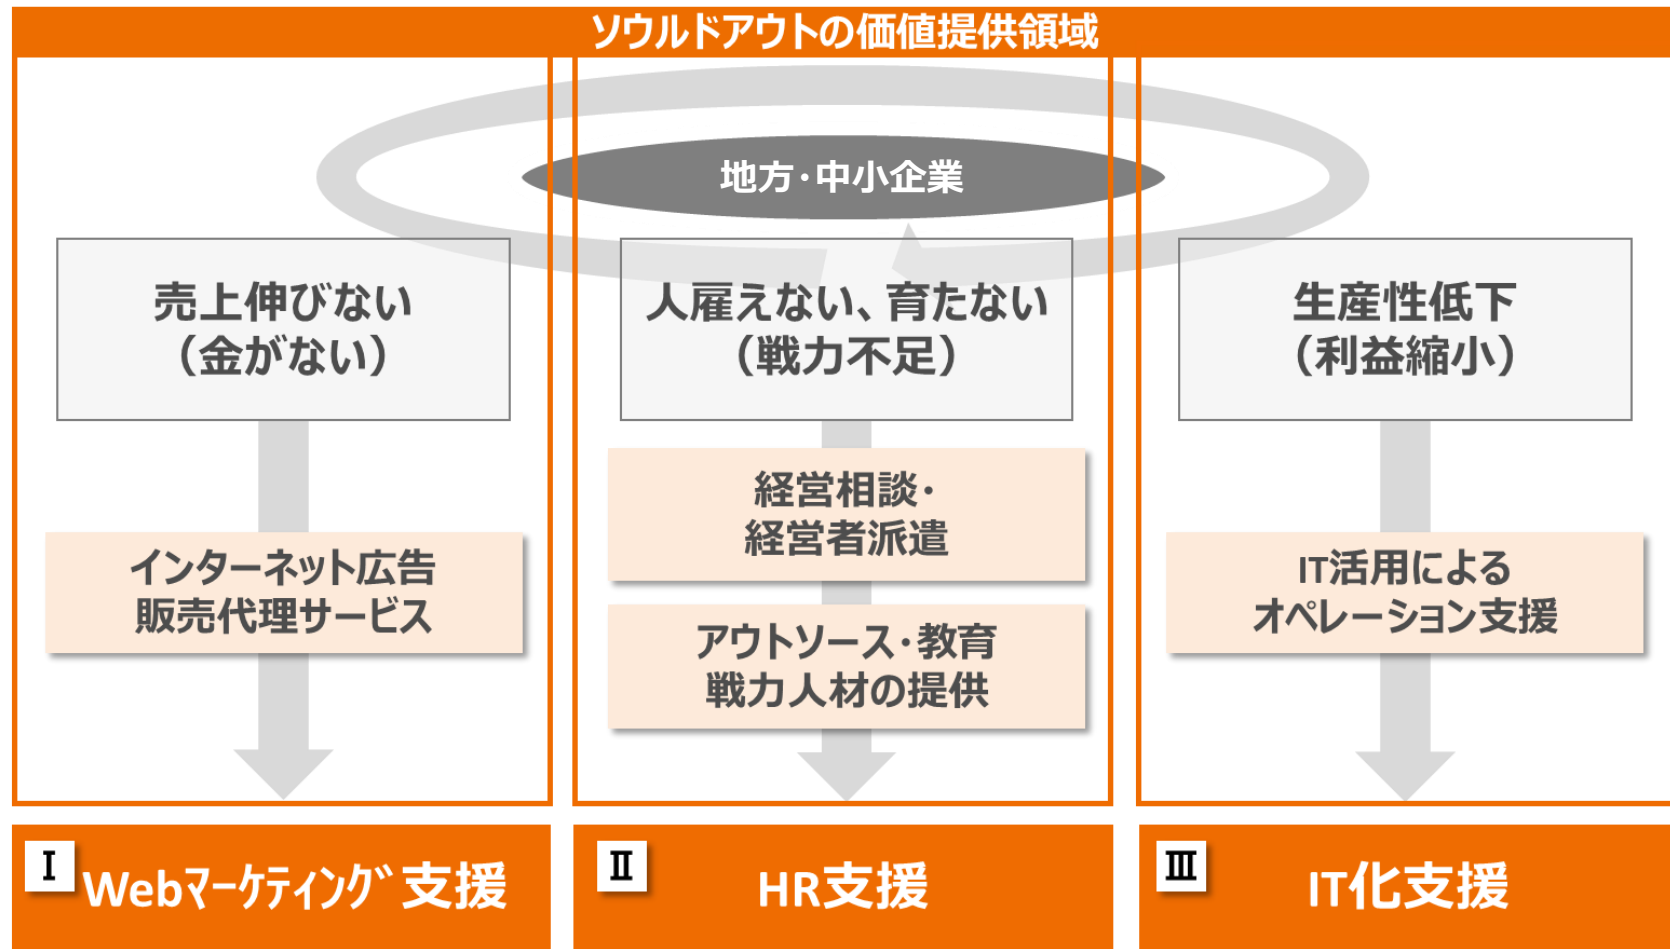 ソウルドアウトの価値提供領域
地方・中小企業
売上伸びない
（金がない）
インターネット広告
販売代理サービス
人雇えない、育たない
（戦力不足）
経営相談・
経営者派遣
アウトソース・教育
戦力人材の提供
生産性低下
（利益縮小）
IT活用による
オペレーション支援
Ⅰ
Webﾏｰｹﾃｨﾝｸﾞ支援
Ⅱ
HR支援
Ⅲ
IT化支援